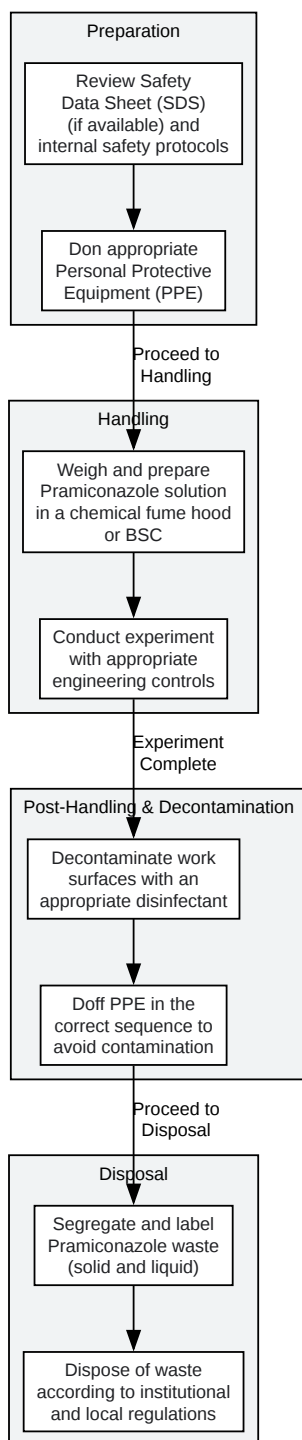 Preparation
Review Safety
Data Sheet (SDS)
(if available) and
internal safety protocols
Don appropriate
Personal Protective
Equipment (PPE)
Proceed to
Handling
Handling
Weigh and prepare
Pramiconazole solution
in a chemical fume hood
or BSC
Conduct experiment
with appropriate
engineering controls
Experiment
Complete
Post-Handling & Decontamination
Decontaminate work
surfaces with an
appropriate disinfectant
Doff PPE in the
correct sequence to
avoid contamination
Proceed to
Disposal
Disposal
Segregate and label
Pramiconazole waste
(solid and liquid)
Dispose of waste
according to institutional
and local regulations